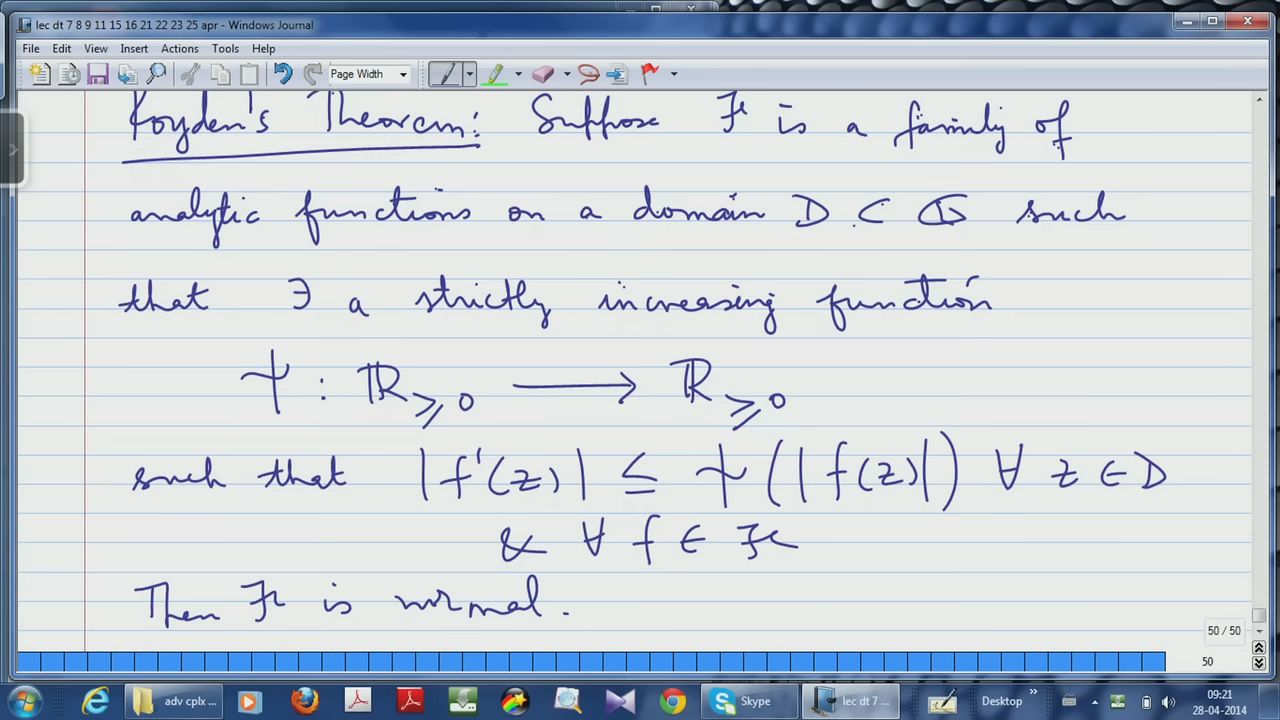 lec dt 7 8 9 11 15 16 21 22 23 25 apr - Windows Journal
File Edit View Insert Actions Tools Help
Page Width
Royden's Theorem: Suppose ℱ is a family of
analytic functions on a domain D ⊂ ℂ such
that ∃ a strictly increasing function
ψ : ℝ≥0 ⟶ ℝ≥0
such that |f'(z)| ≤ ψ(|f(z)|) ∀ z ∈ D
& ∀ f ∈ ℱ
Then ℱ is normal.
50 / 50
50
adv cplx ...
Skype
lec dt 7 ...
Desktop »
09:21
28-04-2014